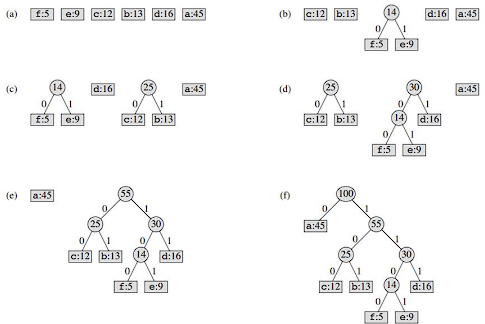 (a) f:5 e:9 c:12 b:13 d:16 a:45
(b) c:12 b:13 14 d:16 a:45
0 1
f:5 e:9
(c) 14 d:16 25 a:45
0 1 0 1
f:5 e:9 c:12 b:13
(d) 25 30 a:45
0 1 0 1
c:12 b:13 14 d:16
0 1
f:5 e:9
(e) a:45 55
0 1
25 30
0 1 0 1
c:12 b:13 14 d:16
0 1
f:5 e:9
(f) 100
0 1
a:45 55
0 1
25 30
0 1 0 1
c:12 b:13 14 d:16
0 1
f:5 e:9